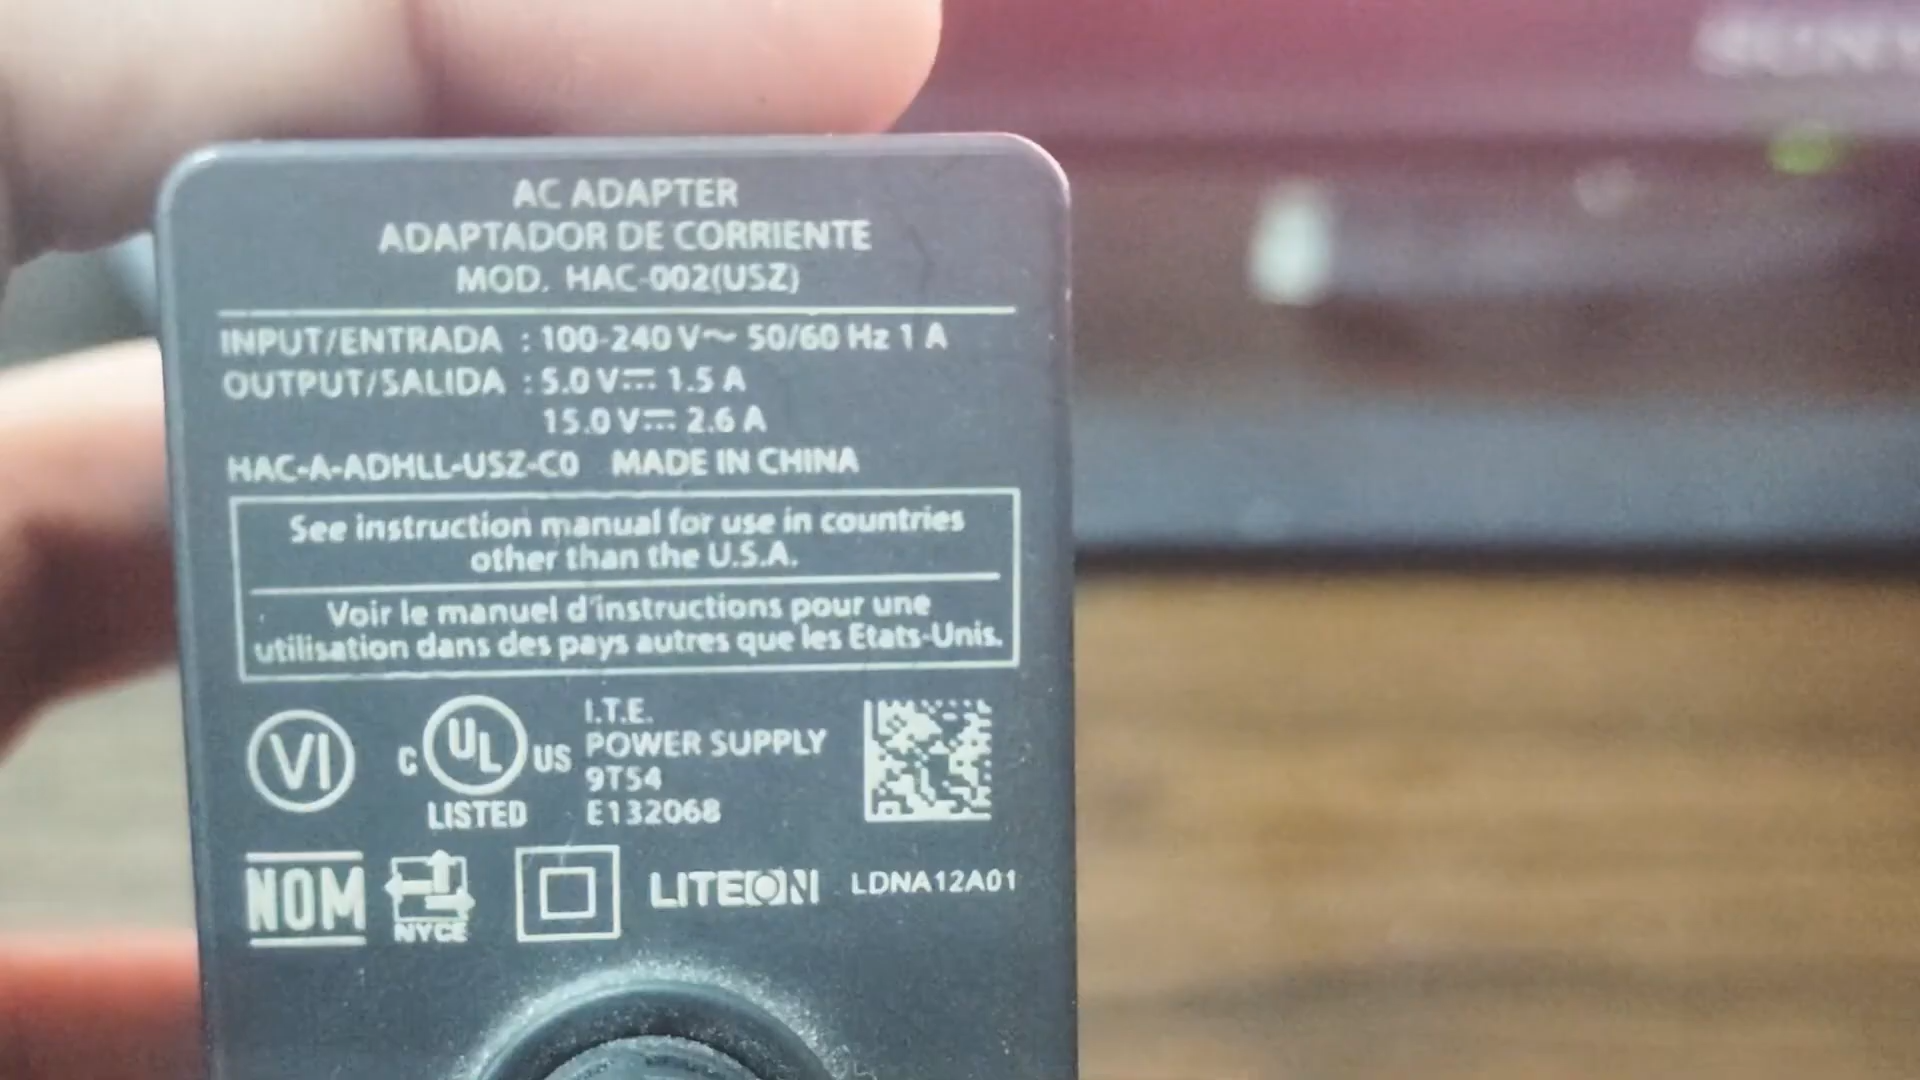 AC ADAPTER
ADAPTADOR DE CORRIENTE
MOD. HAC-002(USZ)
INPUT/ENTRADA : 100-240 V~ 50/60 Hz 1 A
OUTPUT/SALIDA : 5.0 V⎓ 1.5 A
15.0 V⎓ 2.6 A
HAC-A-ADHLL-USZ-C0 MADE IN CHINA
See instruction manual for use in countries
other than the U.S.A.
Voir le manuel d'instructions pour une
utilisation dans des pays autres que les Etats-Unis.
VI
C UL US
LISTED
I.T.E.
POWER SUPPLY
9T54
E132068
NOM
NYCE
LITEON
LDNA12A01